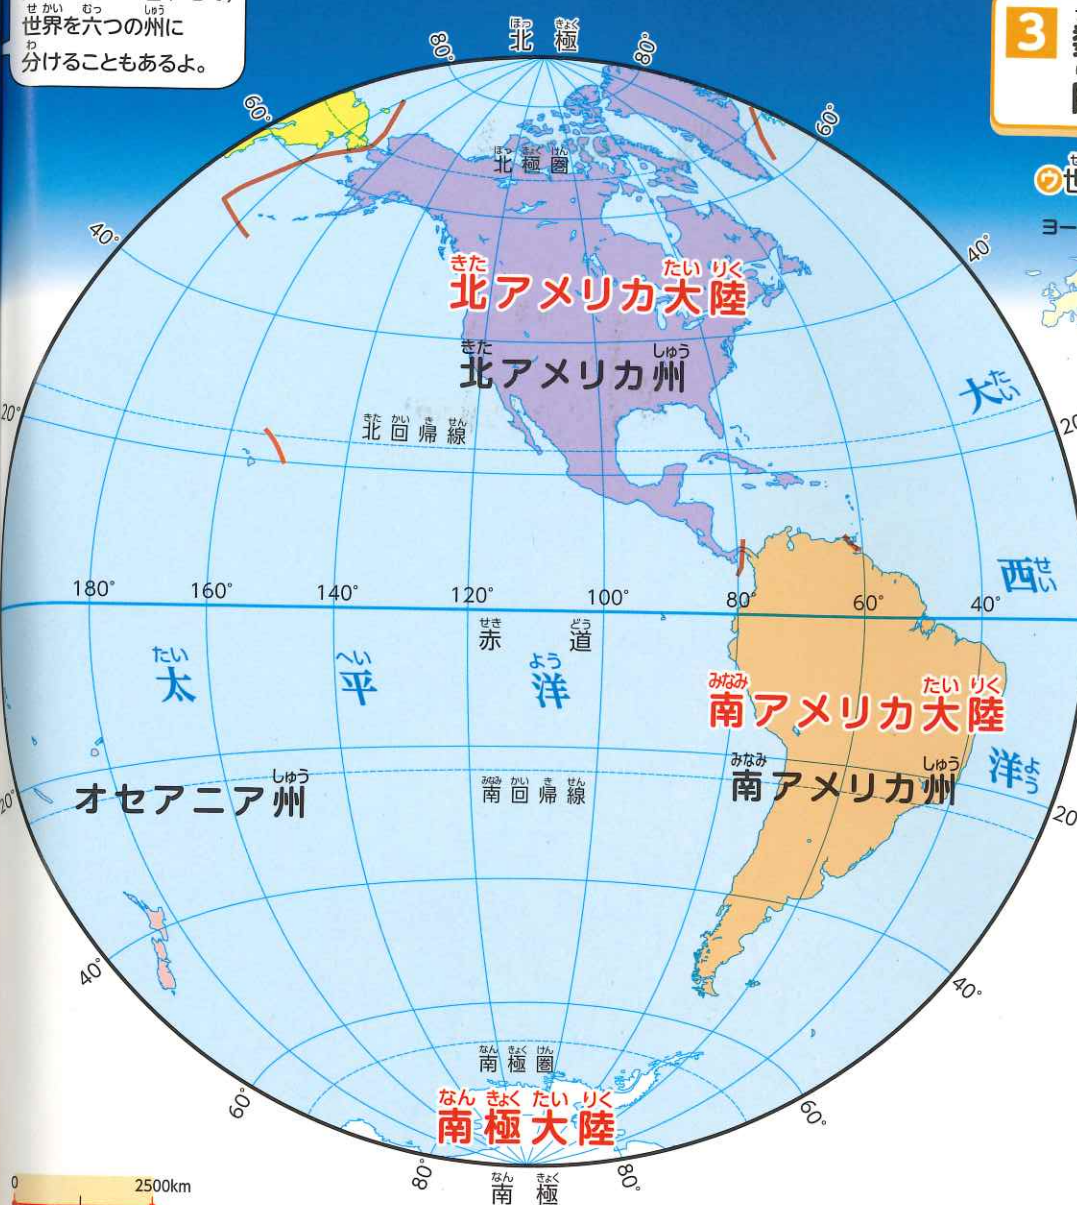 世界を六つの州に
分けることもあるよ。
3
ウ世
ヨー
北極
80° 80°
60° 60°
北極圏
40° 40°
北アメリカ大陸
北アメリカ州
大
北回帰線
20° 20°
西
180° 160° 140° 120° 100° 80° 60° 40°
赤道
太平洋
南アメリカ大陸
洋
南アメリカ州
オセアニア州
南回帰線
20° 20°
40° 40°
南極圏
南極大陸
60° 60°
80° 80°
南極
0 2500km